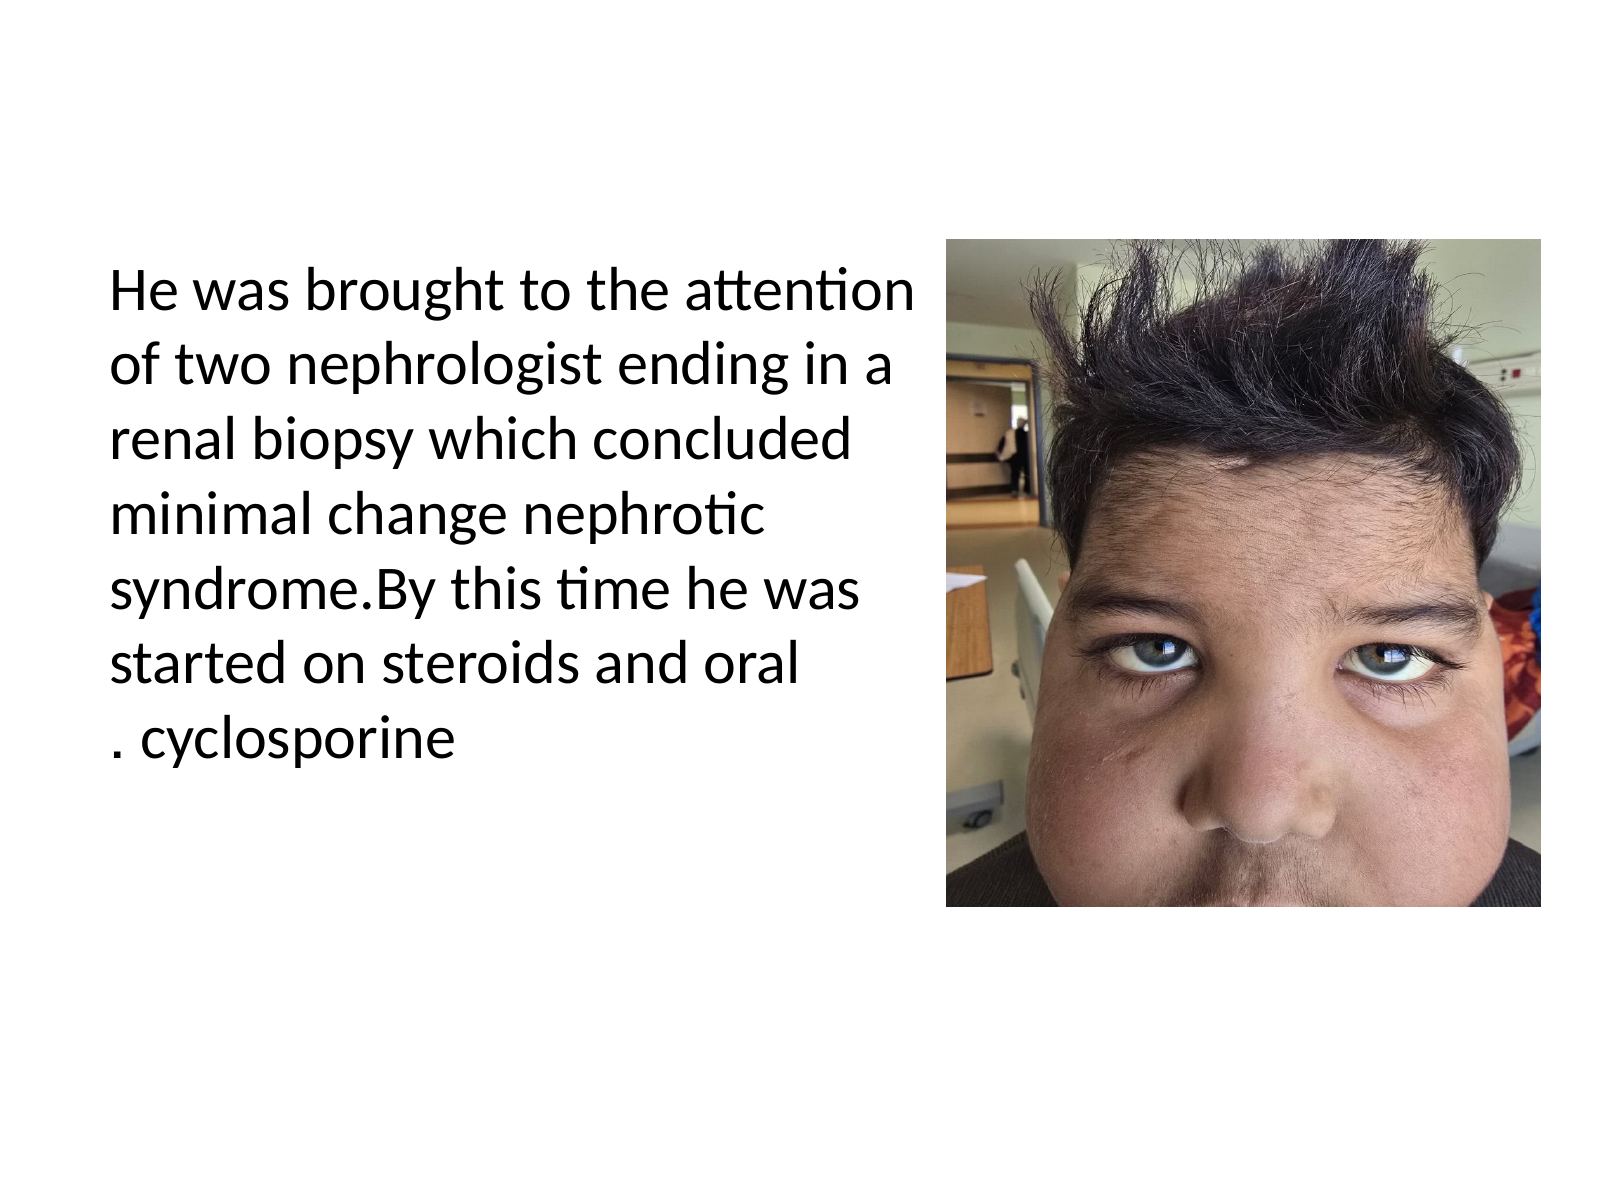 He was brought to the attention
of two nephrologist ending in a
renal biopsy which concluded
minimal change nephrotic
syndrome.By this time he was
started on steroids and oral
. cyclosporine